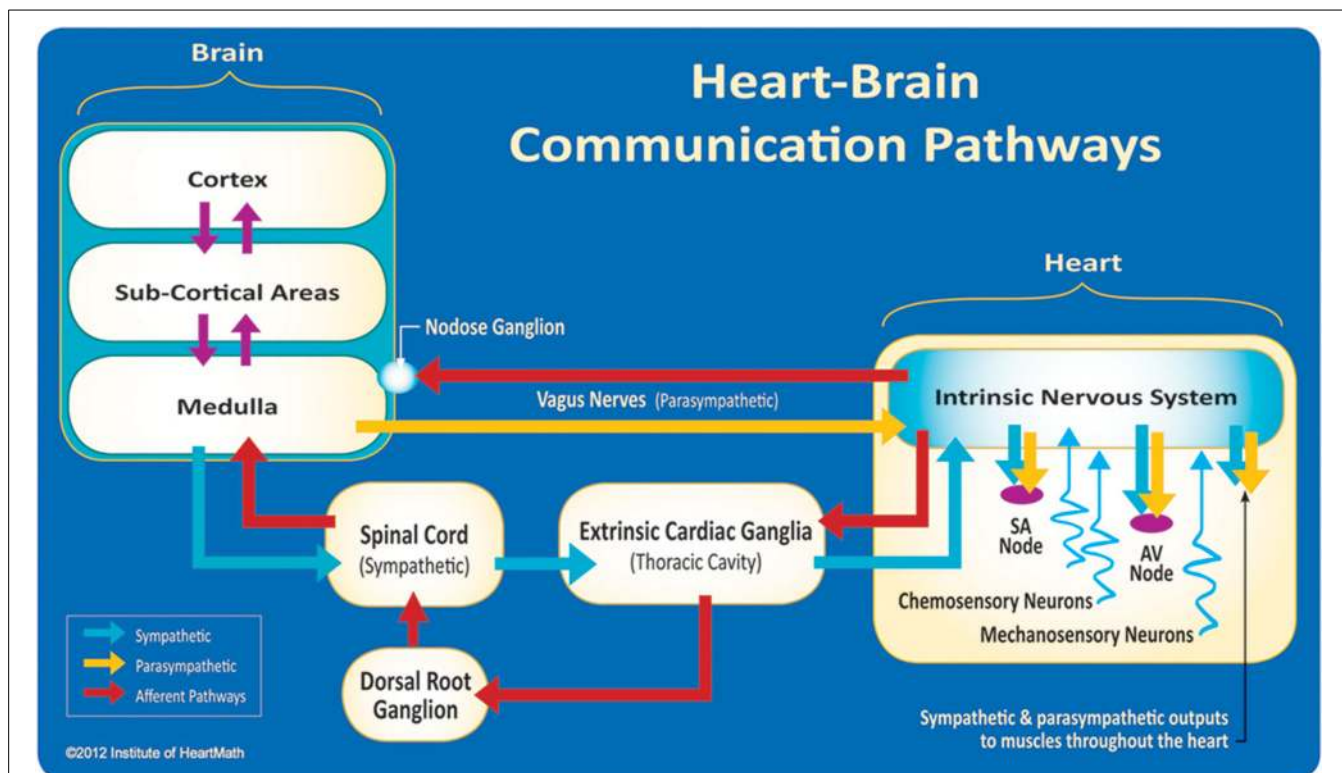 Brain
Heart-Brain
Communication Pathways
Cortex
Sub-Cortical Areas
Medulla
Nodose Ganglion
Vagus Nerves (Parasympathetic)
Heart
Intrinsic Nervous System
SA
Node
AV
Node
Chemosensory Neurons
Mechanosensory Neurons
Spinal Cord
(Sympathetic)
Extrinsic Cardiac Ganglia
(Thoracic Cavity)
Dorsal Root
Ganglion
Sympathetic
Parasympathetic
Afferent Pathways
Sympathetic & parasympathetic outputs
to muscles throughout the heart
©2012 Institute of HeartMath